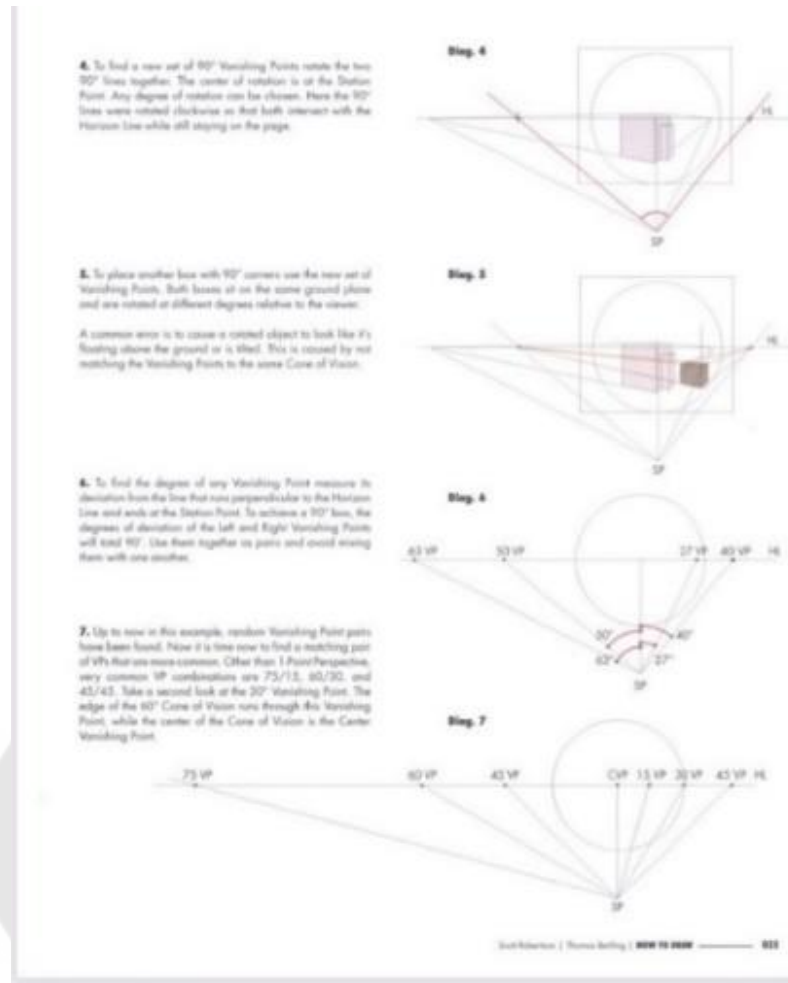 4. To find a new set of 90° Vanishing Points rotate the two
90° lines together. The center of rotation is at the Station
Point. Any degree of rotation can be chosen. Here the 90°
lines were rotated clockwise so that both intersect with the
Horizon Line while still staying on the page.
Diag. 4
HL
SP
5. To place another box with 90° corners use the new set of
Vanishing Points. Both boxes sit on the same ground plane
and are rotated at different degrees relative to the viewer.
A common error is to cause a rotated object to look like it's
floating above the ground or is tilted. This is caused by not
matching the Vanishing Points to the same Cone of Vision.
Diag. 5
HL
SP
6. To find the degree of any Vanishing Point measure its
deviation from the line that runs perpendicular to the Horizon
Line and ends at the Station Point. To achieve a 90° box, the
degrees of deviation of the Left and Right Vanishing Points
will total 90°. Use them together as pairs and avoid mixing
them with one another.
Diag. 6
63 VP 50 VP 27 VP 40 VP HL
50° 40°
63° 27°
SP
7. Up to now in this example, random Vanishing Point pairs
have been found. Now it is time now to find a matching pair
of VPs that are more common. Other than 1-Point Perspective,
very common VP combinations are 75/15, 60/30, and
45/45. Take a second look at the 30° Vanishing Point. The
edge of the 60° Cone of Vision runs through this Vanishing
Point, while the center of the Cone of Vision is the Center
Vanishing Point.
Diag. 7
75 VP 60 VP 45 VP CVP 15 VP 30 VP 45 VP HL
SP
Scott Robertson | Thomas Bertling | HOW TO DRAW 025